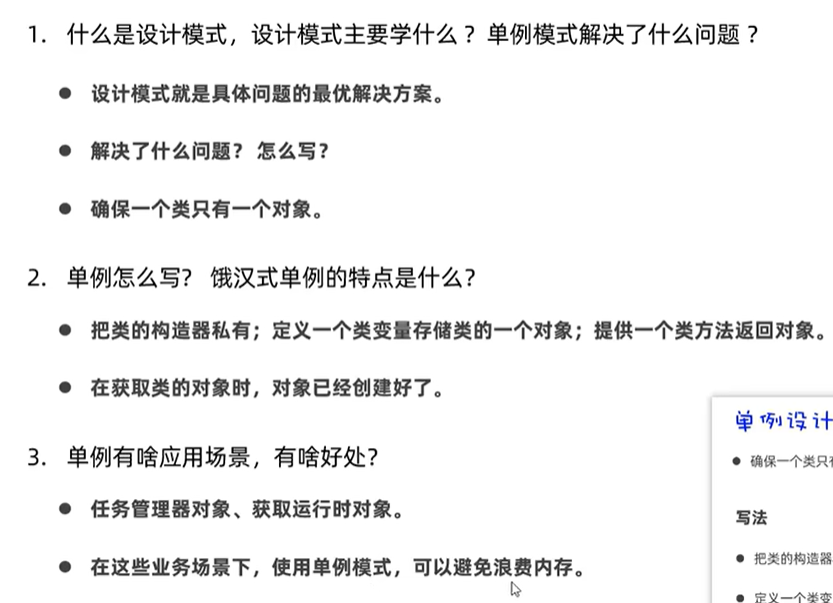 1. 什么是设计模式，设计模式主要学什么？单例模式解决了什么问题？
● 设计模式就是具体问题的最优解决方案。
● 解决了什么问题？ 怎么写？
● 确保一个类只有一个对象。
2. 单例怎么写？ 饿汉式单例的特点是什么？
● 把类的构造器私有；定义一个类变量存储类的一个对象；提供一个类方法返回对象。
● 在获取类的对象时，对象已经创建好了。
3. 单例有啥应用场景，有啥好处？
● 任务管理器对象、获取运行时对象。
● 在这些业务场景下，使用单例模式，可以避免浪费内存。
单例设计
● 确保一个类只有
写法
● 把类的构造器
● 定义一个类变